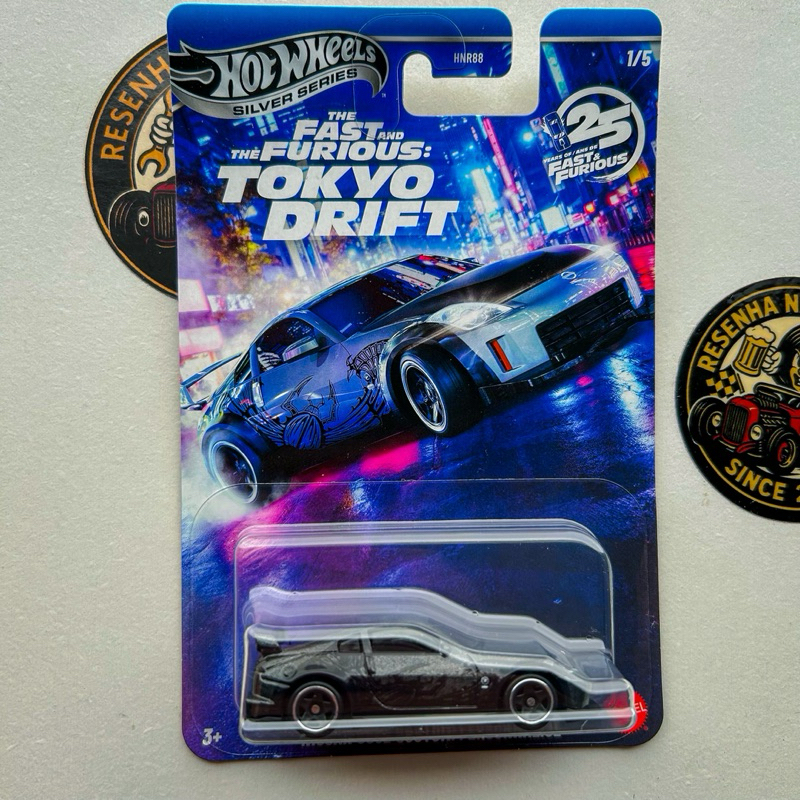 HOT WHEELS
SILVER SERIES
HNR88
1/5
THE
FAST AND
THE FURIOUS:
TOKYO
DRIFT
25
YEARS OF / ANS DE
FAST &
FURIOUS
3+
RESENHA
RESENHA N
SINCE 2